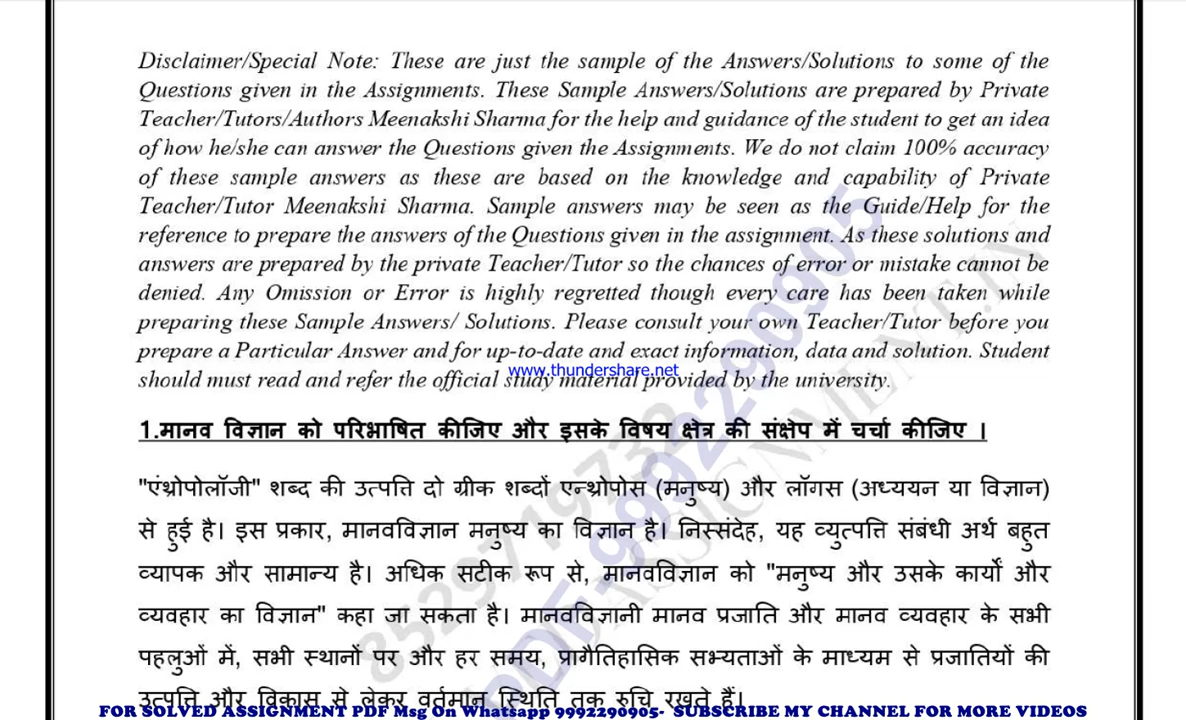 Disclaimer/Special Note: These are just the sample of the Answers/Solutions to some of the
Questions given in the Assignments. These Sample Answers/Solutions are prepared by Private
Teacher/Tutors/Authors Meenakshi Sharma for the help and guidance of the student to get an idea
of how he/she can answer the Questions given the Assignments. We do not claim 100% accuracy
of these sample answers as these are based on the knowledge and capability of Private
Teacher/Tutor Meenakshi Sharma. Sample answers may be seen as the Guide/Help for the
reference to prepare the answers of the Questions given in the assignment. As these solutions and
answers are prepared by the private Teacher/Tutor so the chances of error or mistake cannot be
denied. Any Omission or Error is highly regretted though every care has been taken while
preparing these Sample Answers/ Solutions. Please consult your own Teacher/Tutor before you
prepare a Particular Answer and for up-to-date and exact information, data and solution. Student
www.thundershare.net
should must read and refer the official study material provided by the university.
1.मानव विज्ञान को परिभाषित कीजिए और इसके विषय क्षेत्र की संक्षेप में चर्चा कीजिए ।
"एंथ्रोपोलॉजी" शब्द की उत्पत्ति दो ग्रीक शब्दों एन्थ्रोपोस (मनुष्य) और लॉगस (अध्ययन या विज्ञान)
से हुई है। इस प्रकार, मानवविज्ञान मनुष्य का विज्ञान है। निस्संदेह, यह व्युत्पत्ति संबंधी अर्थ बहुत
व्यापक और सामान्य है। अधिक सटीक रूप से, मानवविज्ञान को "मनुष्य और उसके कार्यों और
व्यवहार का विज्ञान" कहा जा सकता है। मानवविज्ञानी मानव प्रजाति और मानव व्यवहार के सभी
पहलुओं में, सभी स्थानों पर और हर समय, प्रागैतिहासिक सभ्यताओं के माध्यम से प्रजातियों की
उत्पत्ति और विकास से लेकर वर्तमान स्थिति तक रुचि रखते हैं।
FOR SOLVED ASSIGNMENT PDF Msg On Whatsapp 9992290905- SUBSCRIBE MY CHANNEL FOR MORE VIDEOS
8529719732
PDF-9992290905